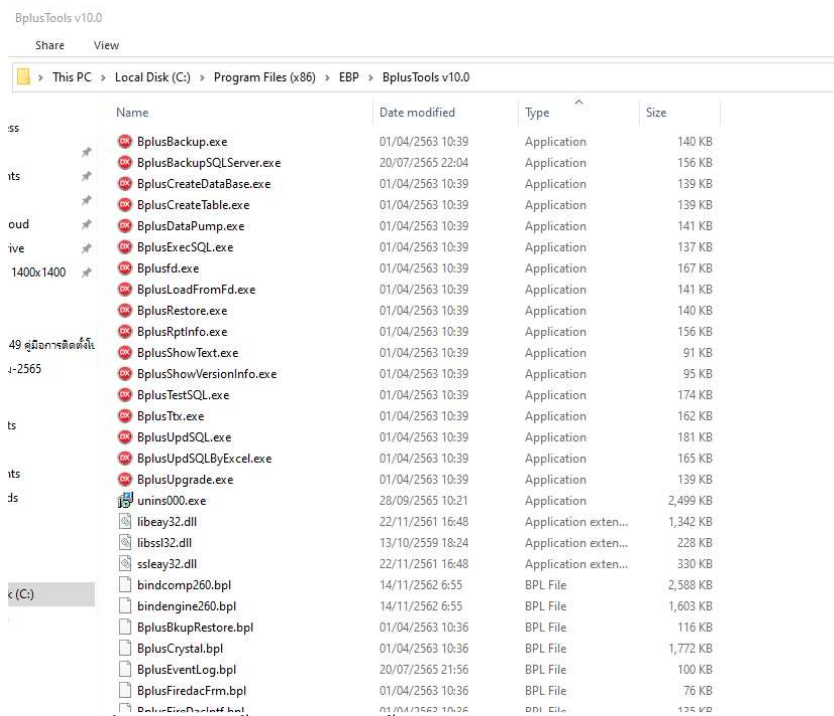 BplusTools v10.0
Share View
This PC > Local Disk (C:) > Program Files (x86) > EBP > BplusTools v10.0
Name Date modified Type Size
BplusBackup.exe 01/04/2563 10:39 Application 140 KB
BplusBackupSQLServer.exe 20/07/2565 22:04 Application 156 KB
BplusCreateDataBase.exe 01/04/2563 10:39 Application 139 KB
BplusCreateTable.exe 01/04/2563 10:39 Application 139 KB
BplusDataPump.exe 01/04/2563 10:39 Application 141 KB
BplusExecSQL.exe 01/04/2563 10:39 Application 137 KB
Bplusfd.exe 01/04/2563 10:39 Application 167 KB
1400x1400
BplusLoadFromFd.exe 01/04/2563 10:39 Application 141 KB
BplusRestore.exe 01/04/2563 10:39 Application 140 KB
BplusRptInfo.exe 01/04/2563 10:39 Application 156 KB
49 คู่มือการติดตั้งโ
BplusShowText.exe 01/04/2563 10:39 Application 91 KB
-2565
BplusShowVersionInfo.exe 01/04/2563 10:39 Application 95 KB
BplusTestSQL.exe 01/04/2563 10:39 Application 174 KB
BplusTtx.exe 01/04/2563 10:39 Application 162 KB
BplusUpdSQL.exe 01/04/2563 10:39 Application 181 KB
BplusUpdSQLByExcel.exe 01/04/2563 10:39 Application 165 KB
BplusUpgrade.exe 01/04/2563 10:39 Application 139 KB
unins000.exe 28/09/2565 10:21 Application 2,499 KB
libeay32.dll 22/11/2561 16:48 Application exten... 1,342 KB
libssl32.dll 13/10/2559 18:24 Application exten... 228 KB
ssleay32.dll 22/11/2561 16:48 Application exten... 330 KB
bindcomp260.bpl 14/11/2562 6:55 BPL File 2,588 KB
(C:)
bindengine260.bpl 14/11/2562 6:55 BPL File 1,603 KB
BplusBkupRestore.bpl 01/04/2563 10:36 BPL File 116 KB
BplusCrystal.bpl 01/04/2563 10:36 BPL File 1,772 KB
BplusEventLog.bpl 20/07/2565 21:56 BPL File 100 KB
BplusFiredacFrm.bpl 01/04/2563 10:36 BPL File 76 KB
BplusFireDacIntf.bpl 01/04/2563 10:36 BPL File 135 KB